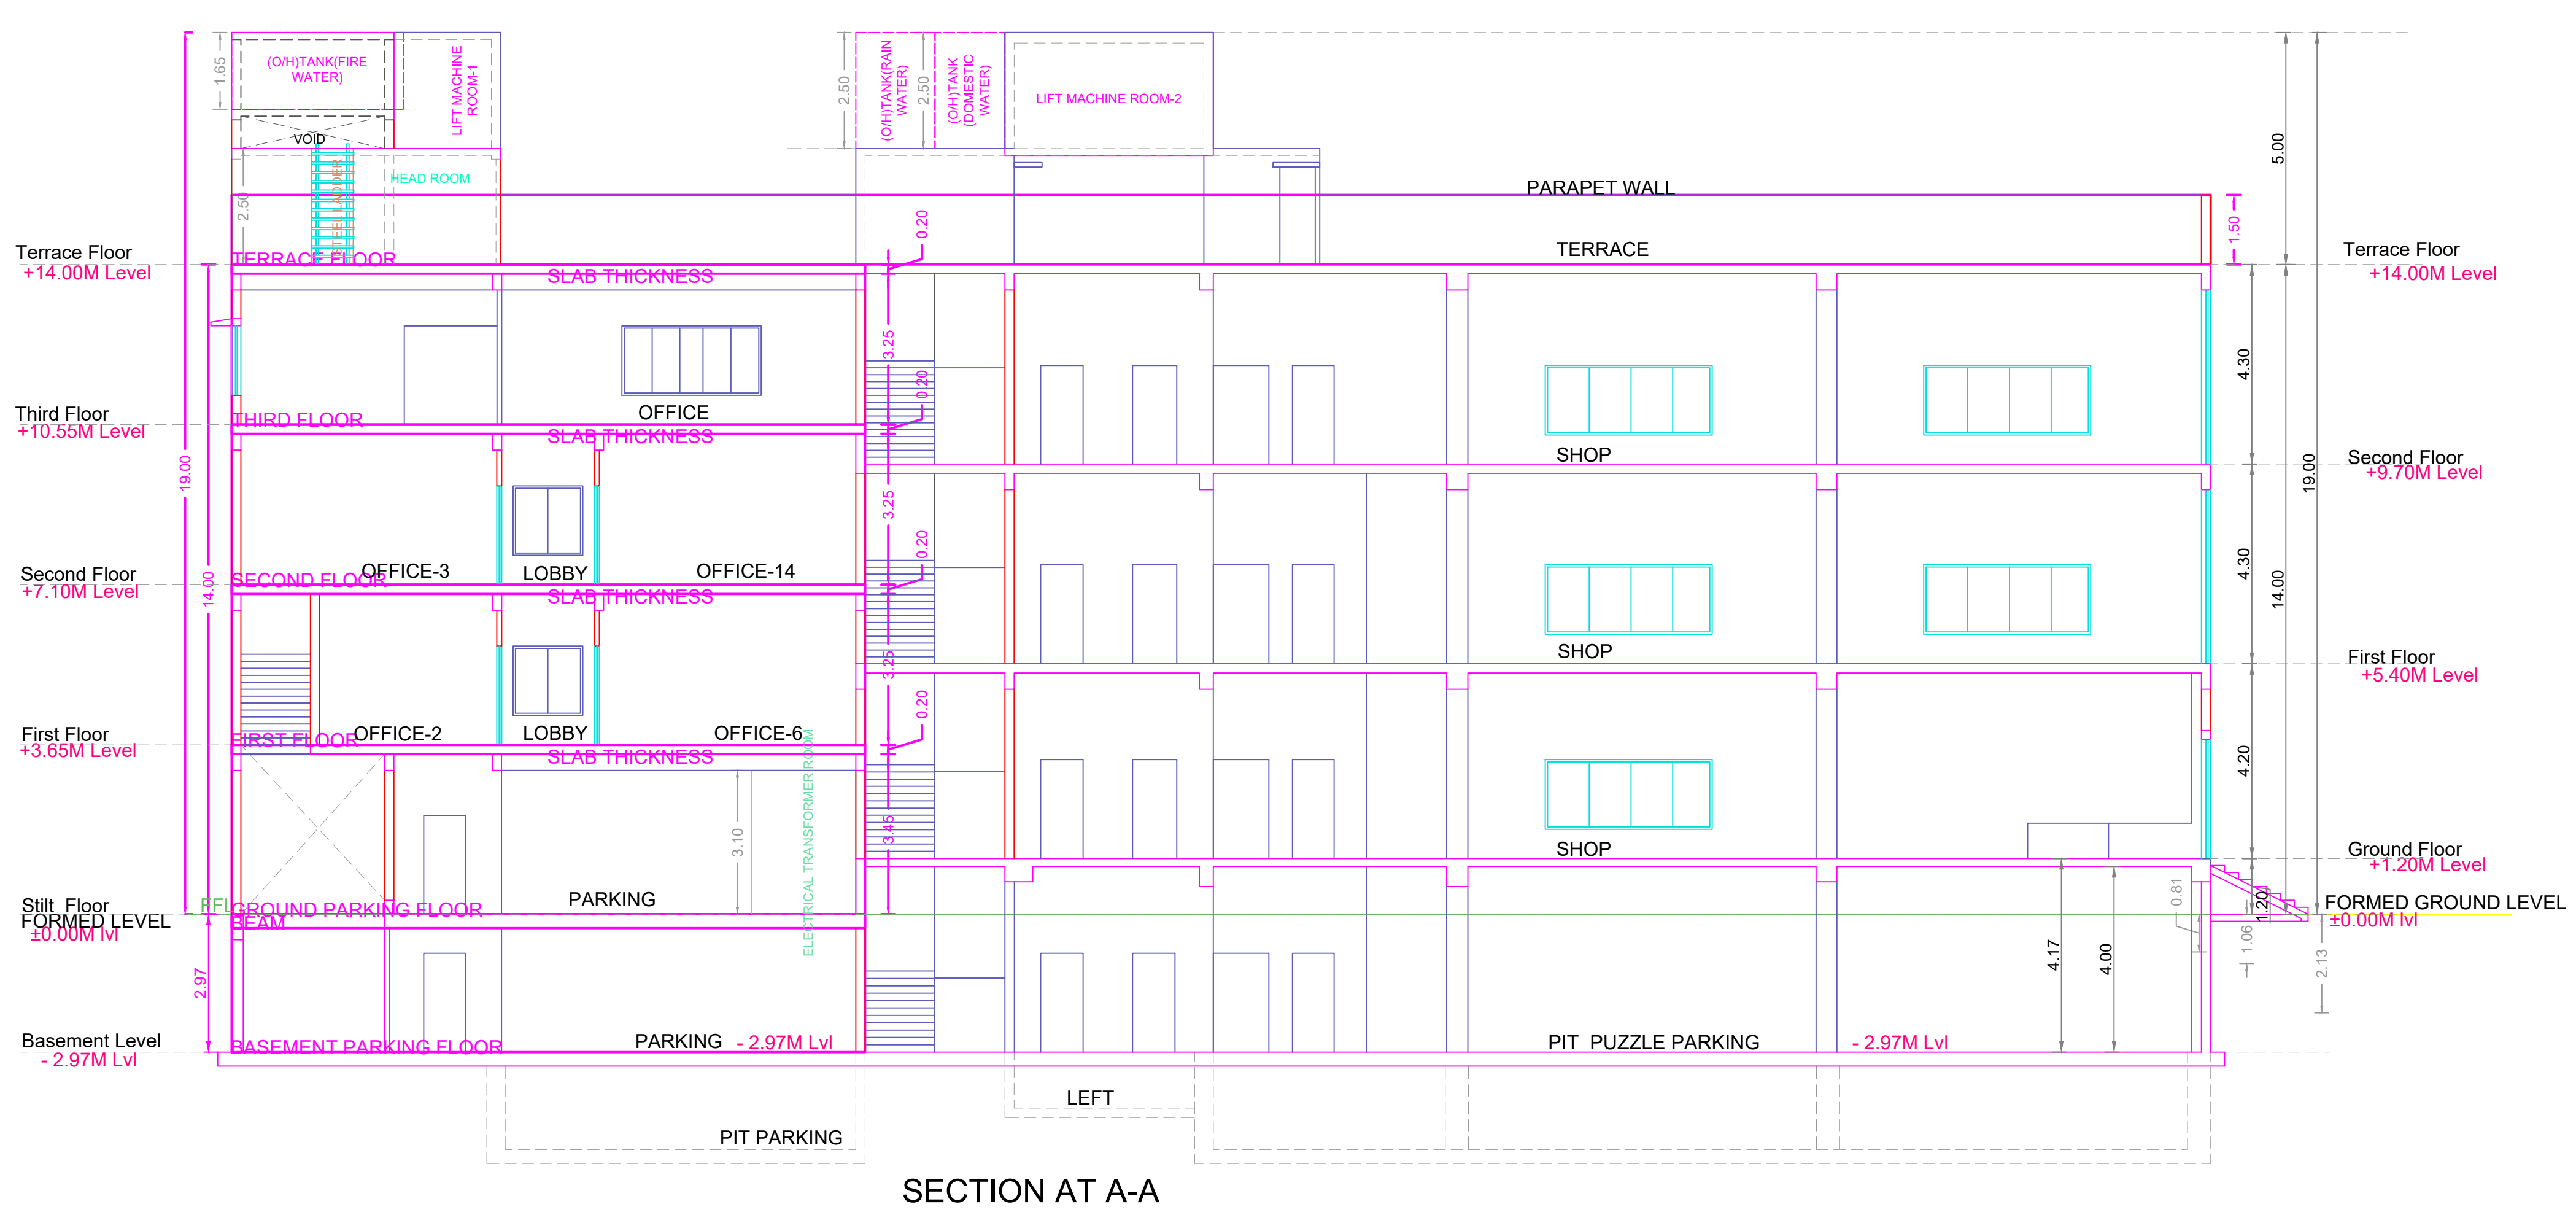 (O/H)TANK(FIRE
WATER)
LIFT MACHINE
ROOM-1
1.65
VOID
STEEL LADDER
HEAD ROOM
2.50
2.50
(O/H)TANK(RAIN
WATER)
2.50
(O/H)TANK
(DOMESTIC
WATER)
LIFT MACHINE ROOM-2
5.00
PARAPET WALL
1.50
0.20
Terrace Floor
+14.00M Level
TERRACE FLOOR
SLAB THICKNESS
TERRACE
Terrace Floor
+14.00M Level
3.25
4.30
0.20
Third Floor
+10.55M Level
THIRD FLOOR
OFFICE
SLAB THICKNESS
SHOP
Second Floor
+9.70M Level
19.00
19.00
3.25
0.20
4.30
14.00
14.00
Second Floor
+7.10M Level
SECOND FLOOR
OFFICE-3
LOBBY
OFFICE-14
SLAB THICKNESS
SHOP
First Floor
+5.40M Level
3.25
0.20
First Floor
+3.65M Level
FIRST FLOOR
OFFICE-2
LOBBY
OFFICE-6
SLAB THICKNESS
4.20
ELECTRICAL TRANSFORMER ROOM
3.10
3.45
SHOP
Ground Floor
+1.20M Level
Stilt Floor
FORMED LEVEL
±0.00M lvl
FFL
GROUND PARKING FLOOR
BEAM
PARKING
0.81
1.20
1.06
2.13
FORMED GROUND LEVEL
±0.00M lvl
2.97
4.17
4.00
Basement Level
- 2.97M Lvl
BASEMENT PARKING FLOOR
PARKING
- 2.97M Lvl
PIT PUZZLE PARKING
- 2.97M Lvl
LEFT
PIT PARKING
SECTION AT A-A